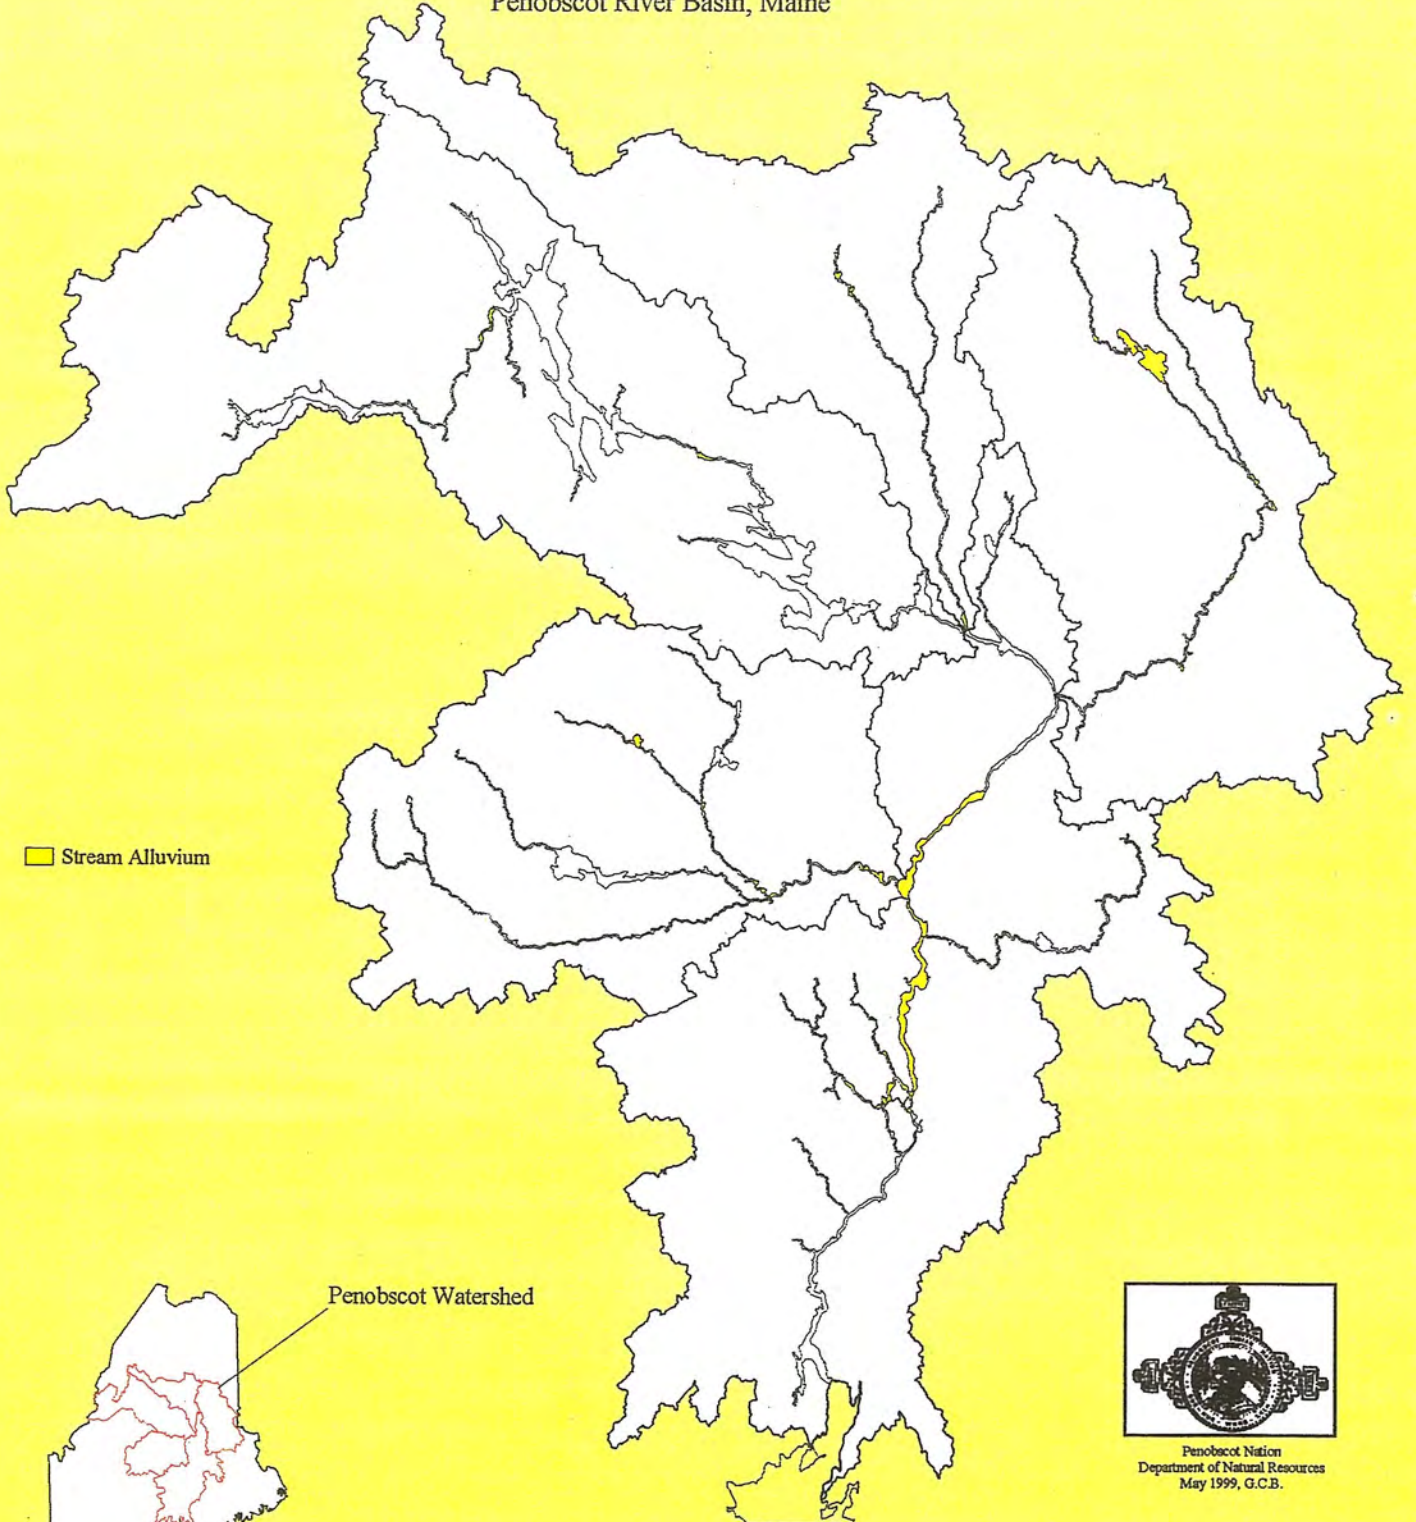 Penobscot River Basin, Maine
Stream Alluvium
Penobscot Watershed
Penobscot Nation
Department of Natural Resources
May 1999, G.C.B.